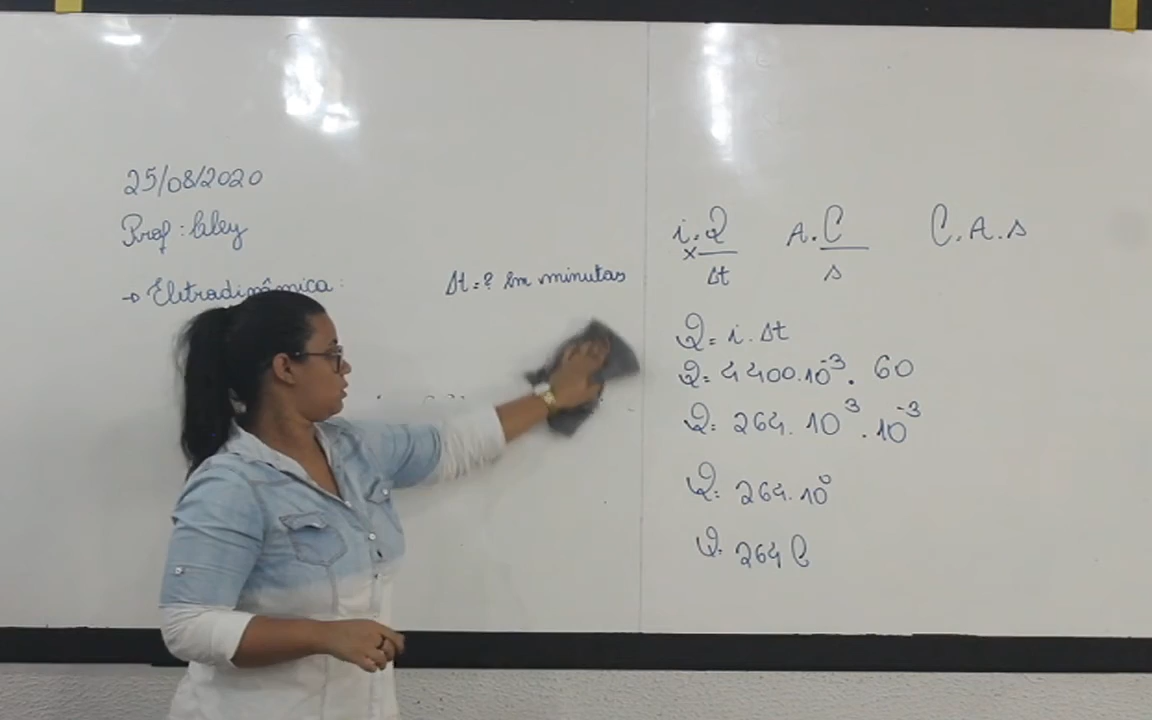 25/08/2020
Prof:
→ Eletrodinâmica:
Δt = ? Em minutos
i. Q
x
Δt
A. C
s
C. A. s
Q = i. Δt
Q = 4400.10⁻³. 60
Q = 264. 10³. 10⁻³
Q = 264. 10⁰
Q = 264 C